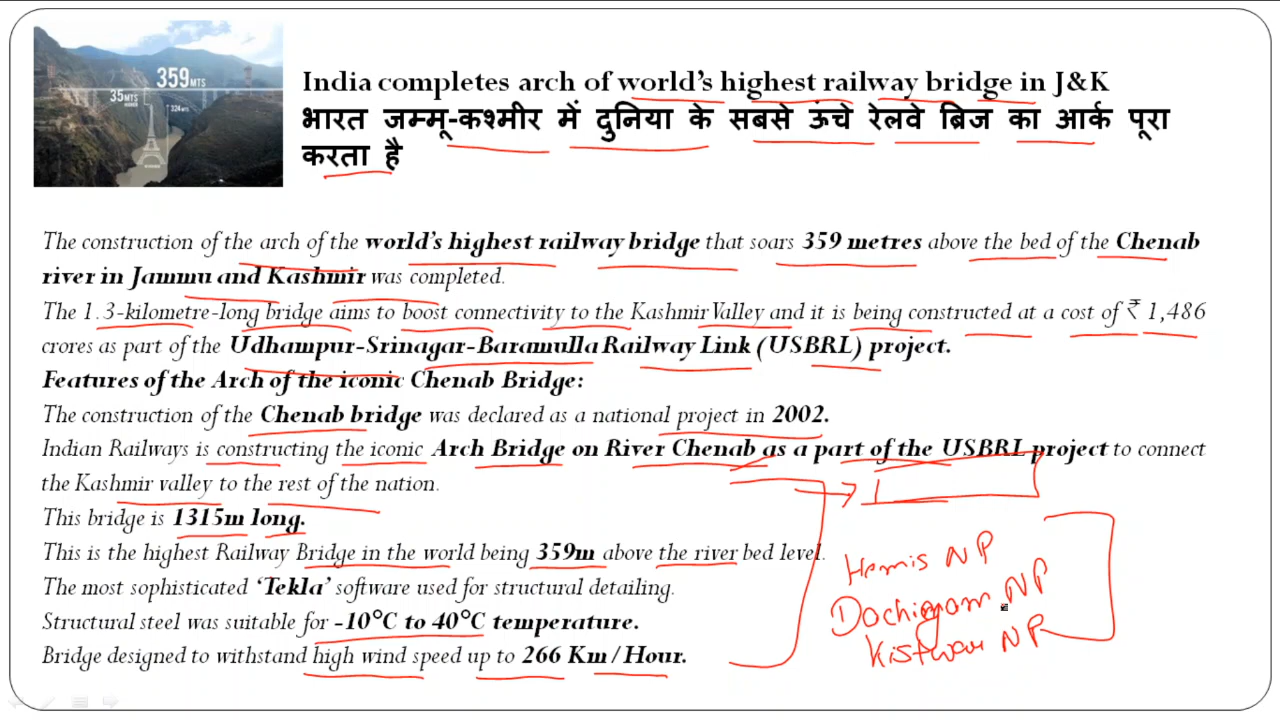 359MTS
35MTS
324MTS
India completes arch of world's highest railway bridge in J&K
भारत जम्मू-कश्मीर में दुनिया के सबसे ऊंचे रेलवे ब्रिज का आर्क पूरा
करता है
The construction of the arch of the world's highest railway bridge that soars 359 metres above the bed of the Chenab
river in Jammu and Kashmir was completed.
The 1.3-kilometre-long bridge aims to boost connectivity to the Kashmir Valley and it is being constructed at a cost of ₹ 1,486
crores as part of the Udhampur-Srinagar-Baramulla Railway Link (USBRL) project.
Features of the Arch of the iconic Chenab Bridge:
The construction of the Chenab bridge was declared as a national project in 2002.
Indian Railways is constructing the iconic Arch Bridge on River Chenab as a part of the USBRL project to connect
the Kashmir valley to the rest of the nation.
This bridge is 1315m long.
This is the highest Railway Bridge in the world being 359m above the river bed level.
The most sophisticated 'Tekla' software used for structural detailing.
Structural steel was suitable for -10°C to 40°C temperature.
Bridge designed to withstand high wind speed up to 266 Km/Hour.
Hemis NP
Dachigam NP
Kistwar NP